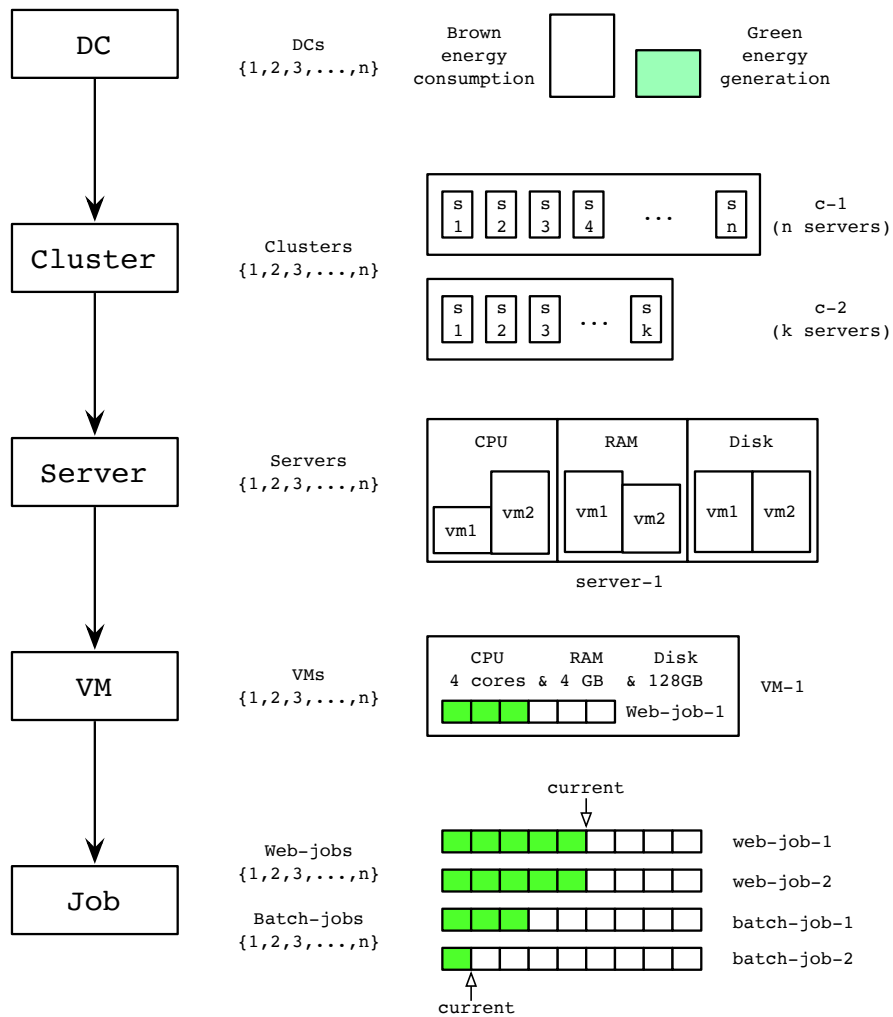 DC
DCs
{1,2,3,...,n}
Brown
energy
consumption
Green
energy
generation
Cluster
Clusters
{1,2,3,...,n}
s s s s s
1 2 3 4 ... n
c-1
(n servers)
s s s s
1 2 3 ... k
c-2
(k servers)
Server
Servers
{1,2,3,...,n}
CPU RAM Disk
vm1 vm2 vm1 vm2 vm1 vm2
server-1
VM
VMs
{1,2,3,...,n}
CPU RAM Disk
4 cores & 4 GB & 128GB
Web-job-1
VM-1
Job
Web-jobs
{1,2,3,...,n}
Batch-jobs
{1,2,3,...,n}
current
web-job-1
web-job-2
batch-job-1
batch-job-2
current